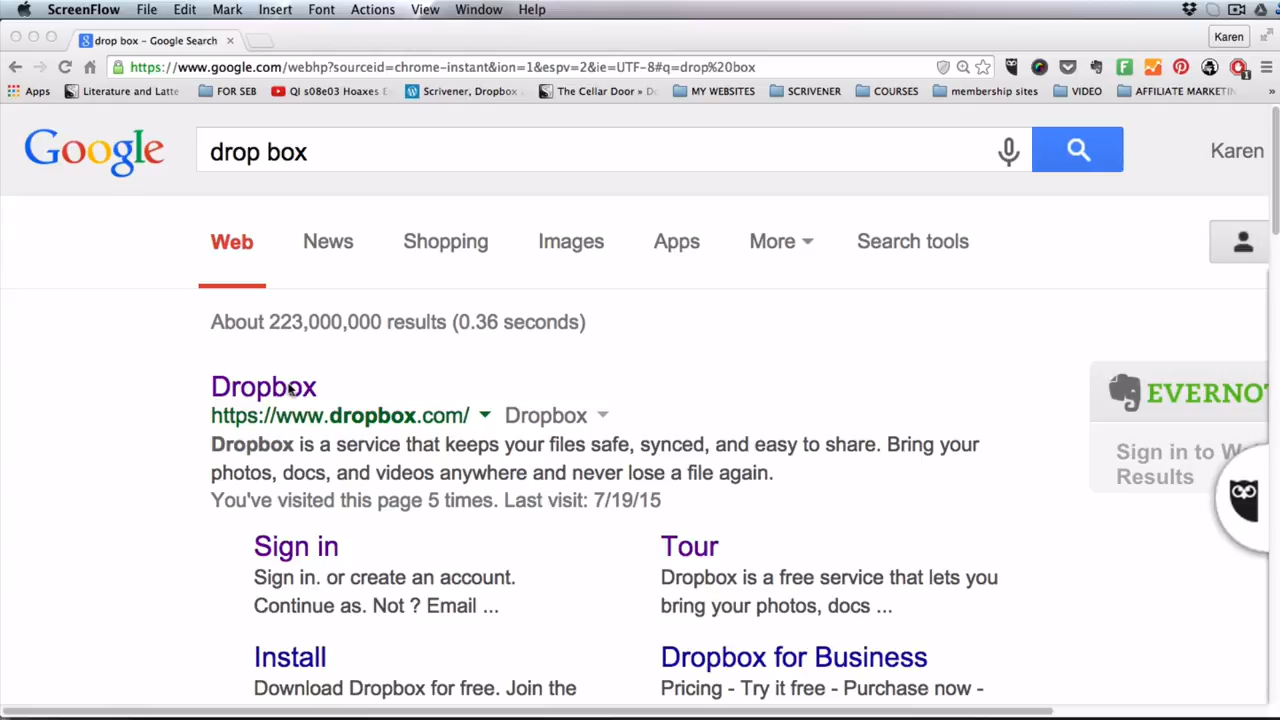 ScreenFlow File Edit Mark Insert Font Actions View Window Help
drop box - Google Search
Karen
https://www.google.com/webhp?sourceid=chrome-instant&ion=1&espv=2&ie=UTF-8#q=drop%20box
Apps Literature and Latte FOR SEB QI s08e03 Hoaxes Scrivener, Dropbox The Cellar Door » MY WEBSITES SCRIVENER COURSES membership sites VIDEO AFFILIATE MARKETIN »
Google drop box Karen
Web News Shopping Images Apps More Search tools
About 223,000,000 results (0.36 seconds)
Dropbox
https://www.dropbox.com/ Dropbox
EVERNOT
Dropbox is a service that keeps your files safe, synced, and easy to share. Bring your
photos, docs, and videos anywhere and never lose a file again.
Sign in to W
Results
You've visited this page 5 times. Last visit: 7/19/15
Sign in Tour
Sign in. or create an account. Dropbox is a free service that lets you
Continue as. Not ? Email ... bring your photos, docs ...
Install Dropbox for Business
Download Dropbox for free. Join the Pricing - Try it free - Purchase now -